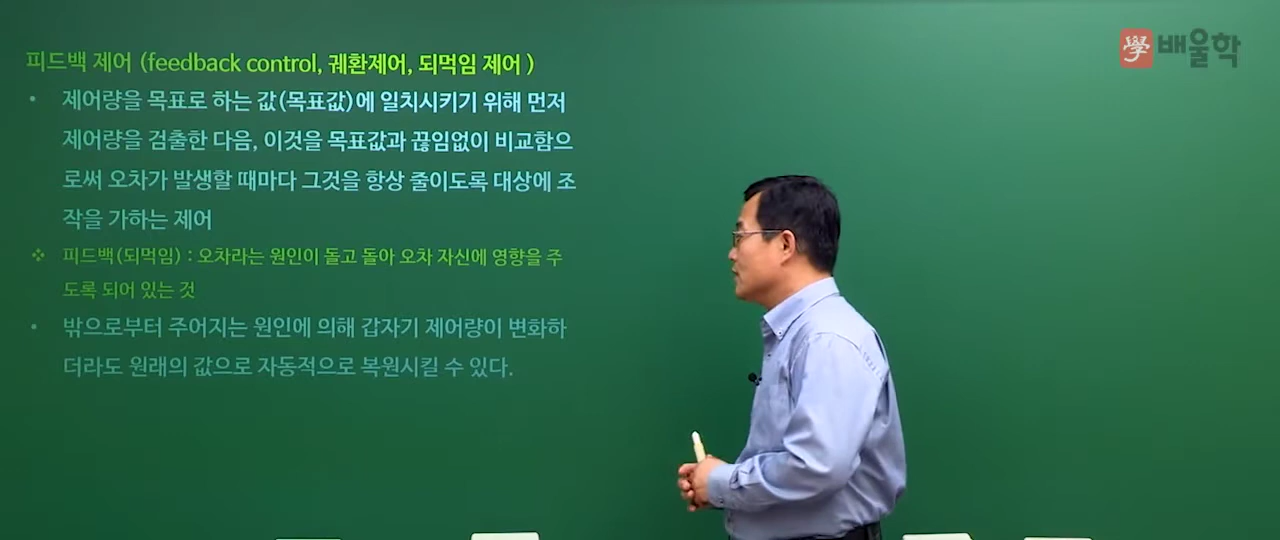 피드백 제어 (feedback control, 궤환제어, 되먹임 제어 )
學 배울학
• 제어량을 목표로 하는 값(목표값)에 일치시키기 위해 먼저
제어량을 검출한 다음, 이것을 목표값과 끊임없이 비교함으
로써 오차가 발생할 때마다 그것을 항상 줄이도록 대상에 조
작을 가하는 제어
❖ 피드백(되먹임) : 오차라는 원인이 돌고 돌아 오차 자신에 영향을 주
도록 되어 있는 것
• 밖으로부터 주어지는 원인에 의해 갑자기 제어량이 변화하
더라도 원래의 값으로 자동적으로 복원시킬 수 있다.